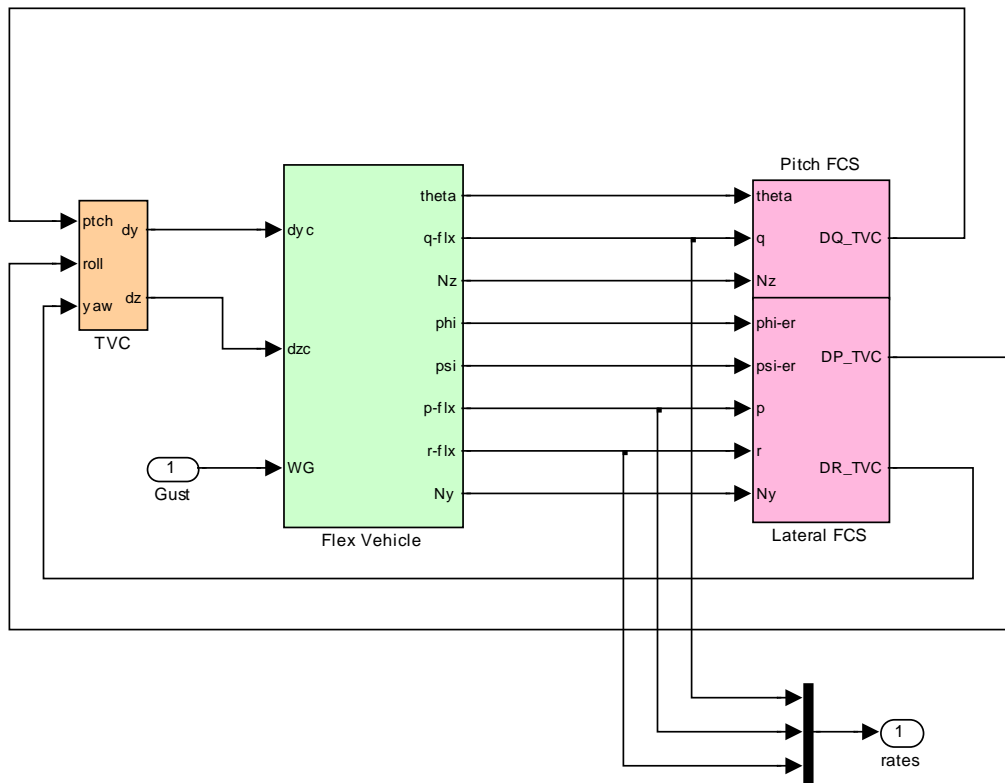 Pitch FCS
ptch
roll
yaw
dy
dz
TVC
dyc
dzc
WG
theta
q-flx
Nz
phi
psi
p-flx
r-flx
Ny
Flex Vehicle
1
Gust
theta
q
Nz
DQ_TVC
phi-er
psi-er
p
r
Ny
DP_TVC
DR_TVC
Lateral FCS
1
rates